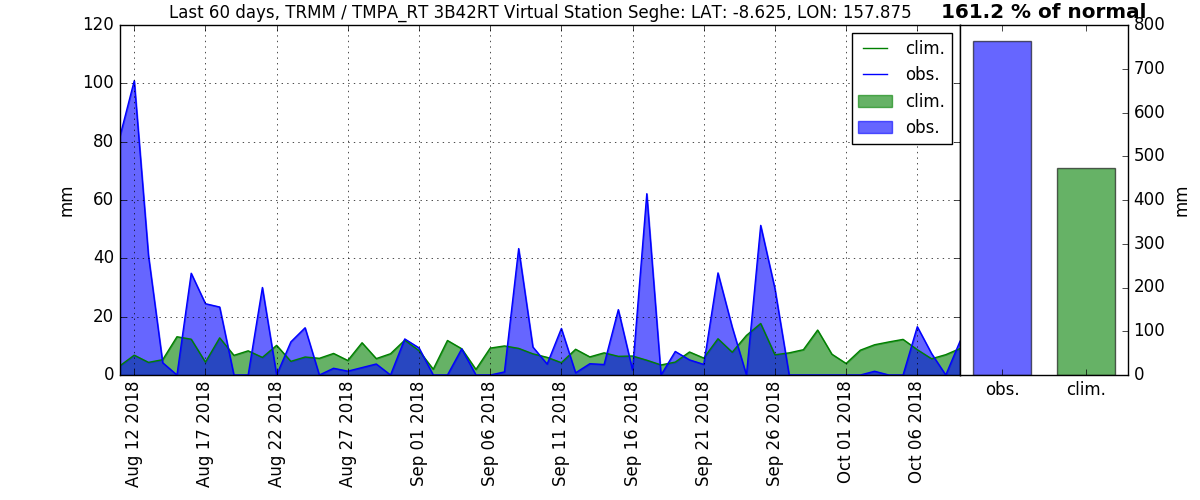 Last 60 days, TRMM / TMPA_RT 3B42RT Virtual Station Seghe: LAT: -8.625, LON: 157.875
161.2 % of normal
120
100
80
60
40
20
0
mm
clim.
obs.
clim.
obs.
800
700
600
500
400
300
200
100
0
mm
Aug 12 2018
Aug 17 2018
Aug 22 2018
Aug 27 2018
Sep 01 2018
Sep 06 2018
Sep 11 2018
Sep 16 2018
Sep 21 2018
Sep 26 2018
Oct 01 2018
Oct 06 2018
obs.
clim.